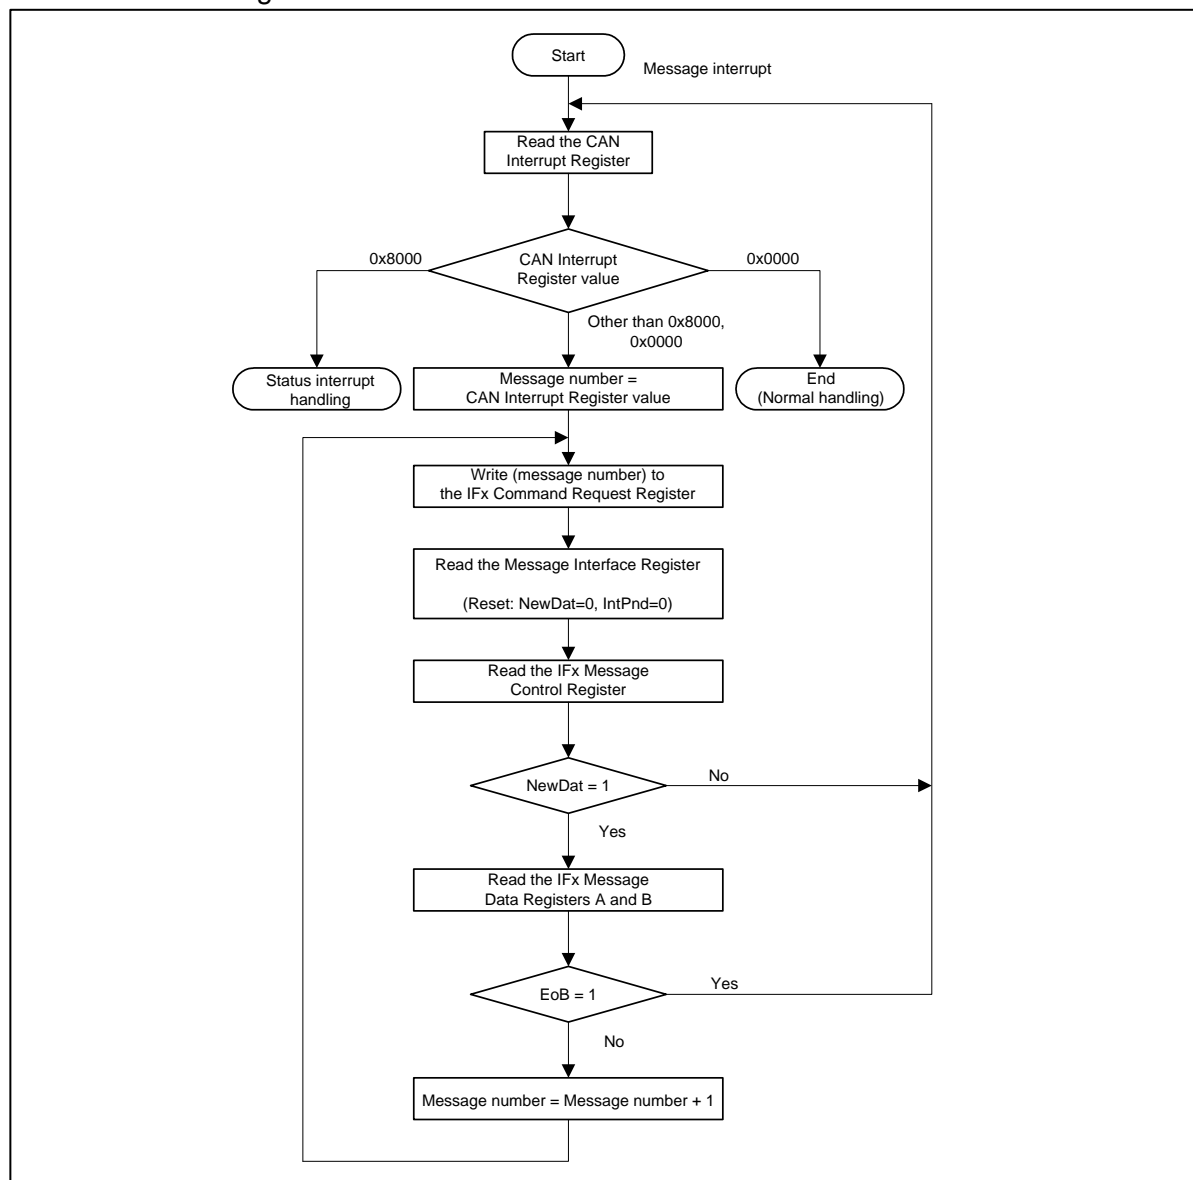 Start
Message interrupt
Read the CAN
Interrupt Register
0x8000
CAN Interrupt
Register value
0x0000
Other than 0x8000,
0x0000
Status interrupt
handling
Message number =
CAN Interrupt Register value
End
(Normal handling)
Write (message number) to
the IFx Command Request Register
Read the Message Interface Register
(Reset: NewDat=0, IntPnd=0)
Read the IFx Message
Control Register
NewDat = 1
No
Yes
Read the IFx Message
Data Registers A and B
EoB = 1
Yes
No
Message number = Message number + 1